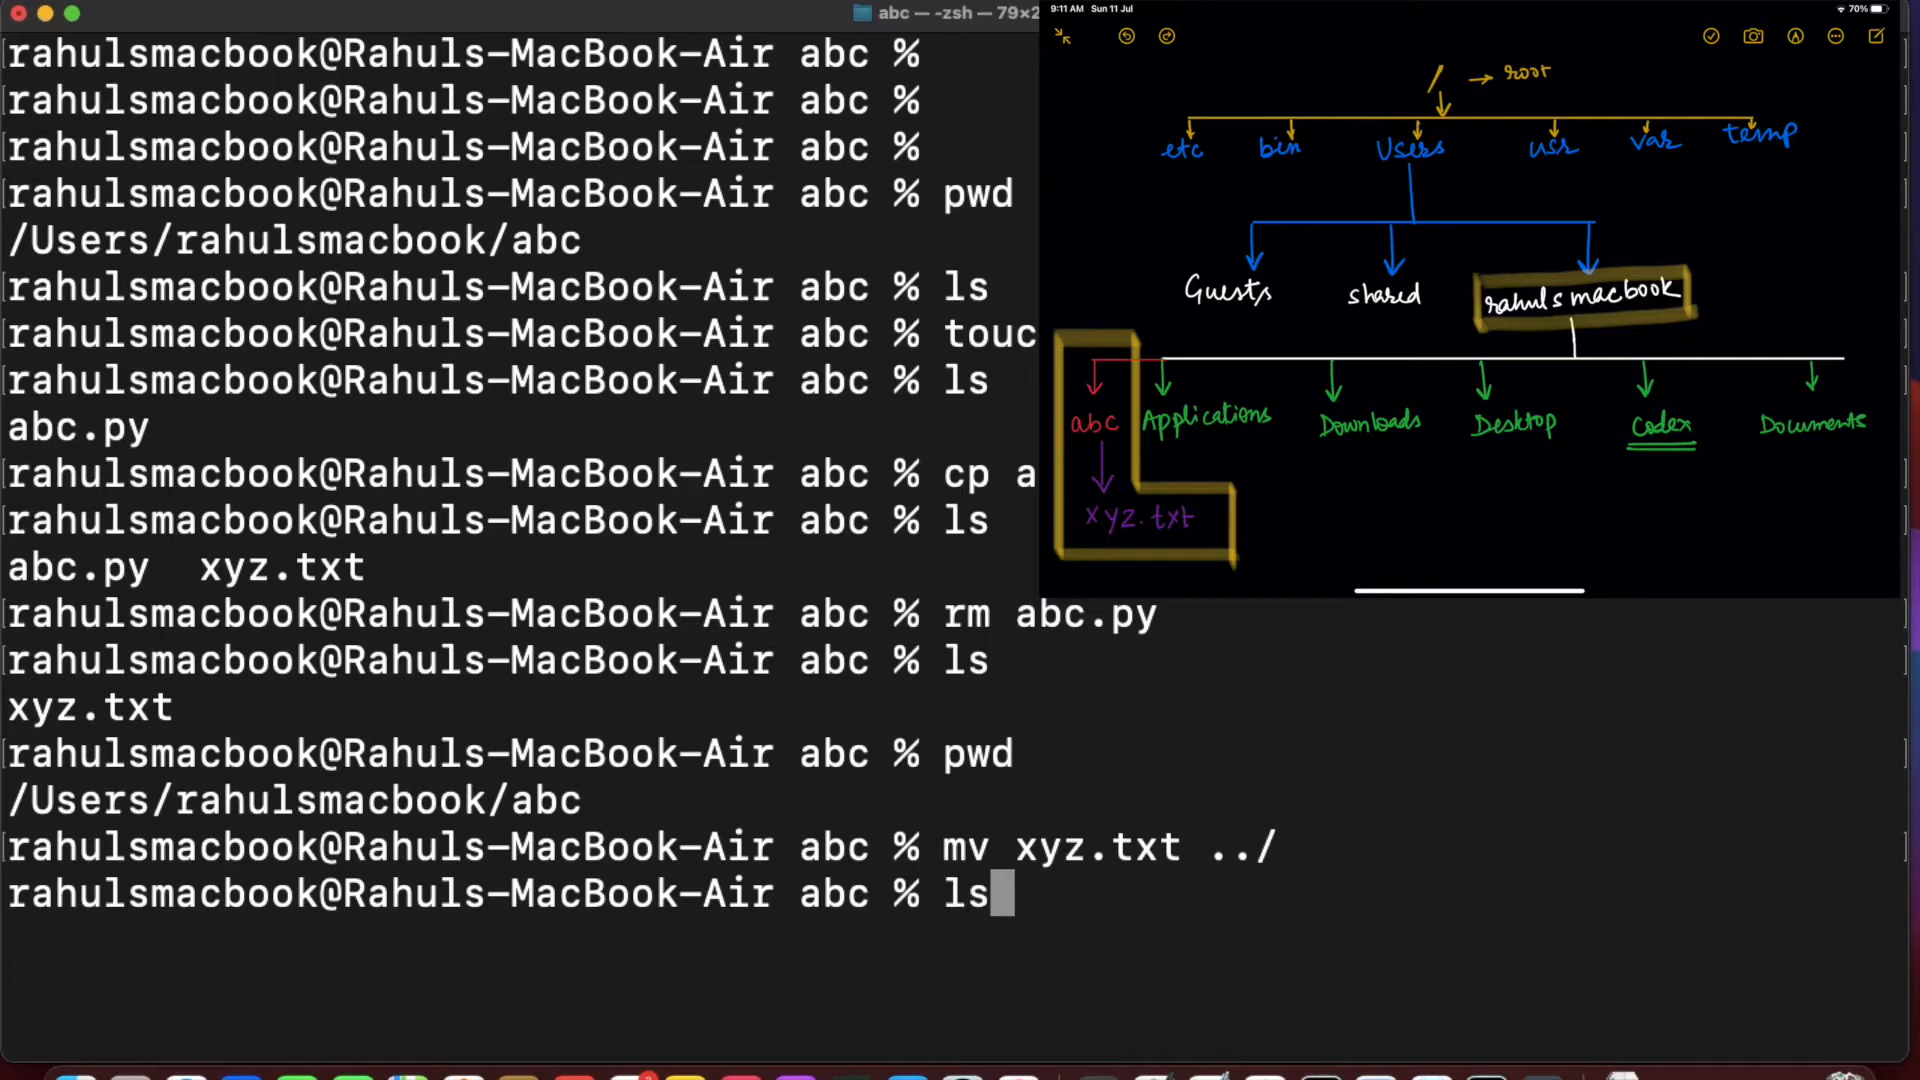 abc — -zsh — 79×2
rahulsmacbook@Rahuls-MacBook-Air abc %
rahulsmacbook@Rahuls-MacBook-Air abc %
rahulsmacbook@Rahuls-MacBook-Air abc %
rahulsmacbook@Rahuls-MacBook-Air abc % pwd
/Users/rahulsmacbook/abc
rahulsmacbook@Rahuls-MacBook-Air abc % ls
rahulsmacbook@Rahuls-MacBook-Air abc % touc
rahulsmacbook@Rahuls-MacBook-Air abc % ls
abc.py
rahulsmacbook@Rahuls-MacBook-Air abc % cp a
rahulsmacbook@Rahuls-MacBook-Air abc % ls
abc.py xyz.txt
rahulsmacbook@Rahuls-MacBook-Air abc % rm abc.py
rahulsmacbook@Rahuls-MacBook-Air abc % ls
xyz.txt
rahulsmacbook@Rahuls-MacBook-Air abc % pwd
/Users/rahulsmacbook/abc
rahulsmacbook@Rahuls-MacBook-Air abc % mv xyz.txt ../
rahulsmacbook@Rahuls-MacBook-Air abc % ls
9:11 AM Sun 11 Jul 70%
/ → root
etc bin Users usr var temp
Guests shared rahulsmacbook
abc Applications Downloads Desktop Codex Documents
xyz.txt